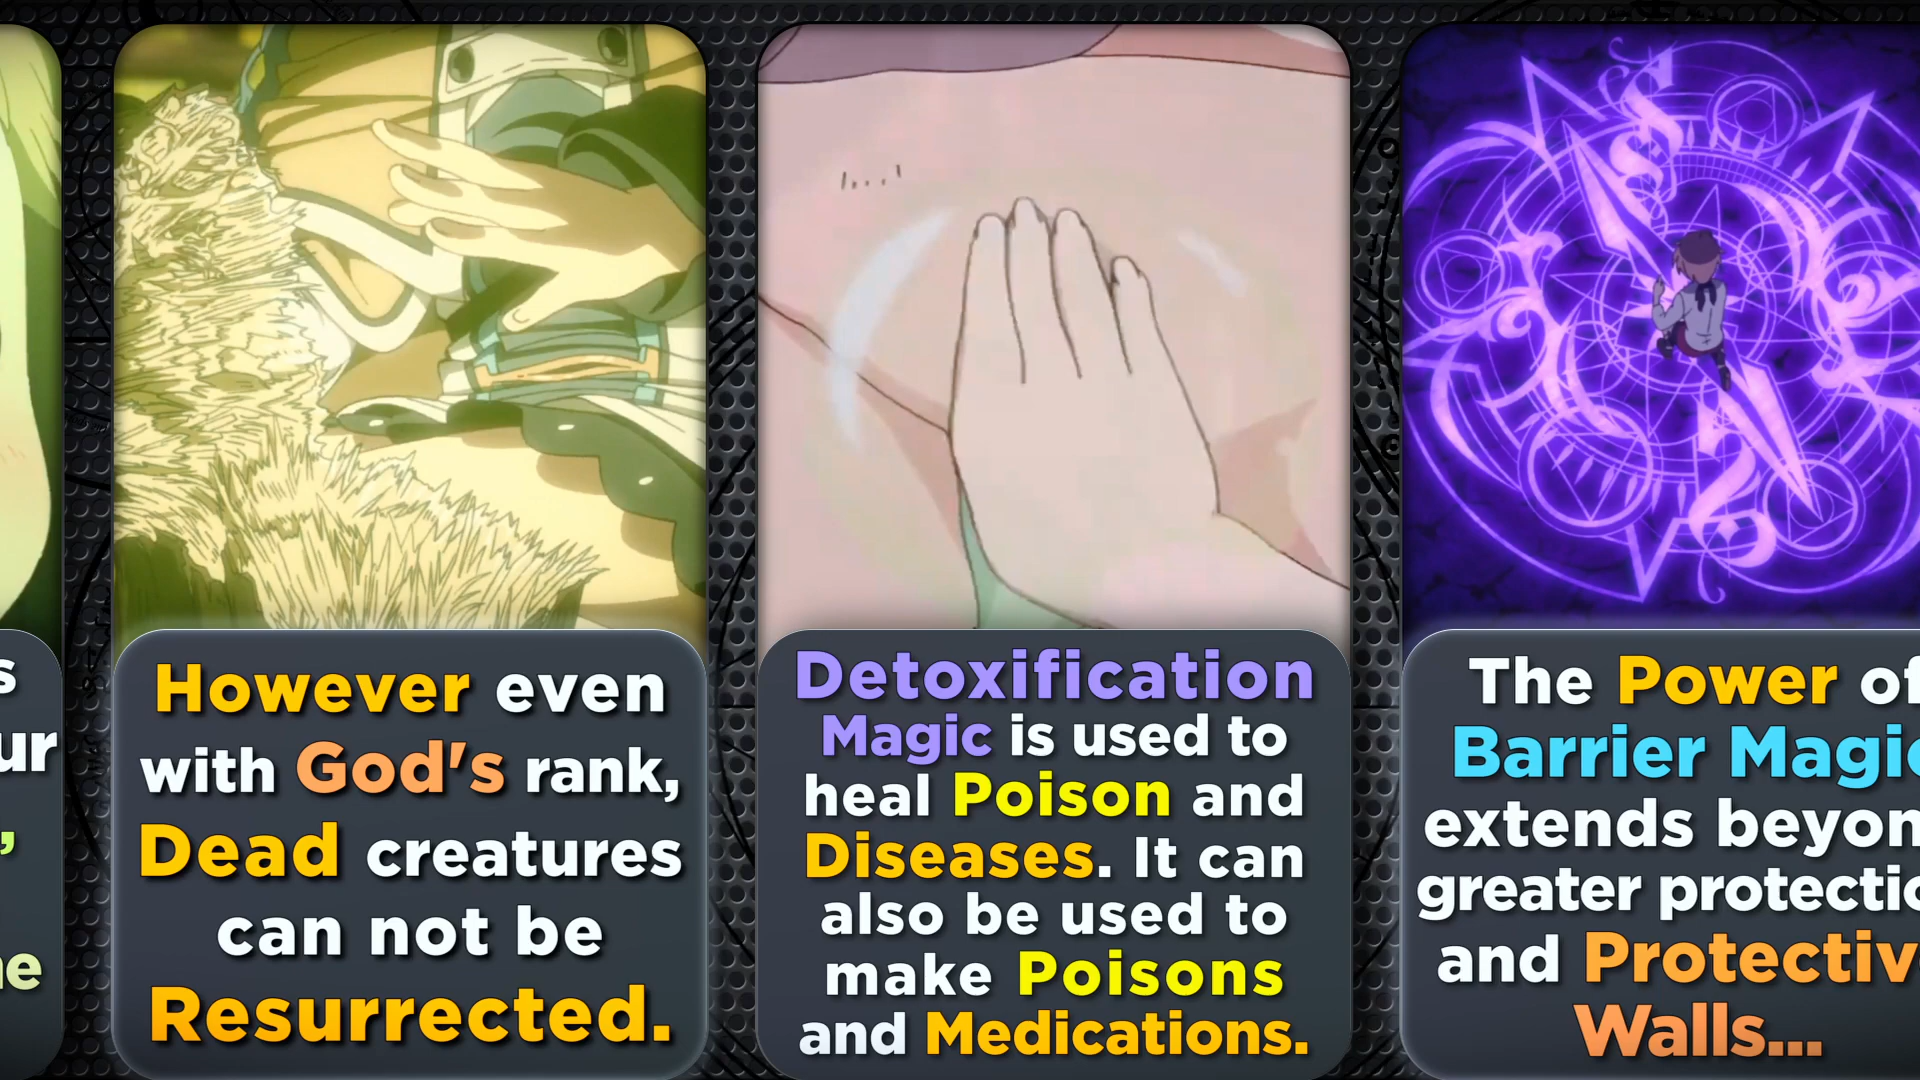 s
ur
,
ne
However even
with God's rank,
Dead creatures
can not be
Resurrected.
Detoxification
Magic is used to
heal Poison and
Diseases. It can
also be used to
make Poisons
and Medications.
The Power of
Barrier Magic
extends beyon
greater protectio
and Protectiv
Walls...